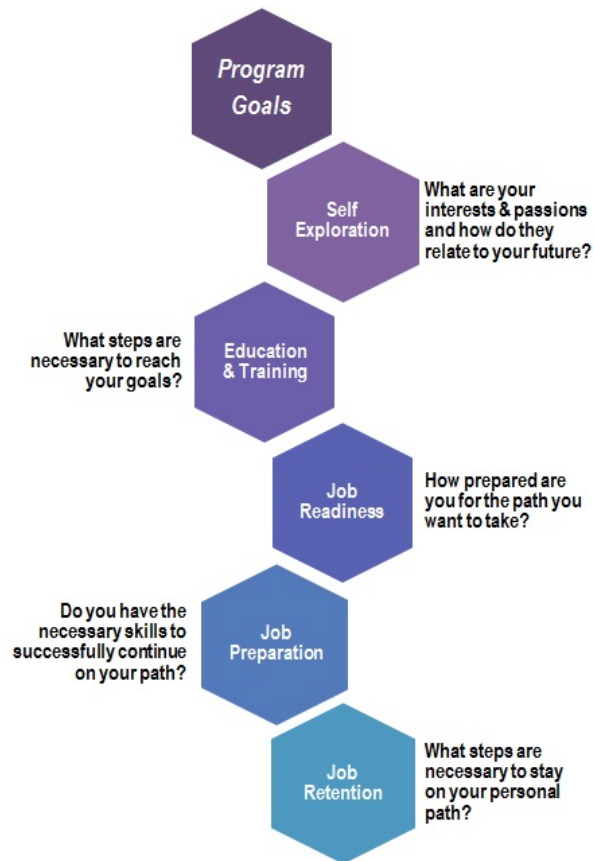 Program
Goals
Self
Exploration
What are your
interests & passions
and how do they
relate to your future?
What steps are
necessary to reach
your goals?
Education
& Training
Job
Readiness
How prepared are
you for the path you
want to take?
Do you have the
necessary skills to
successfully continue
on your path?
Job
Preparation
Job
Retention
What steps are
necessary to stay
on your personal
path?